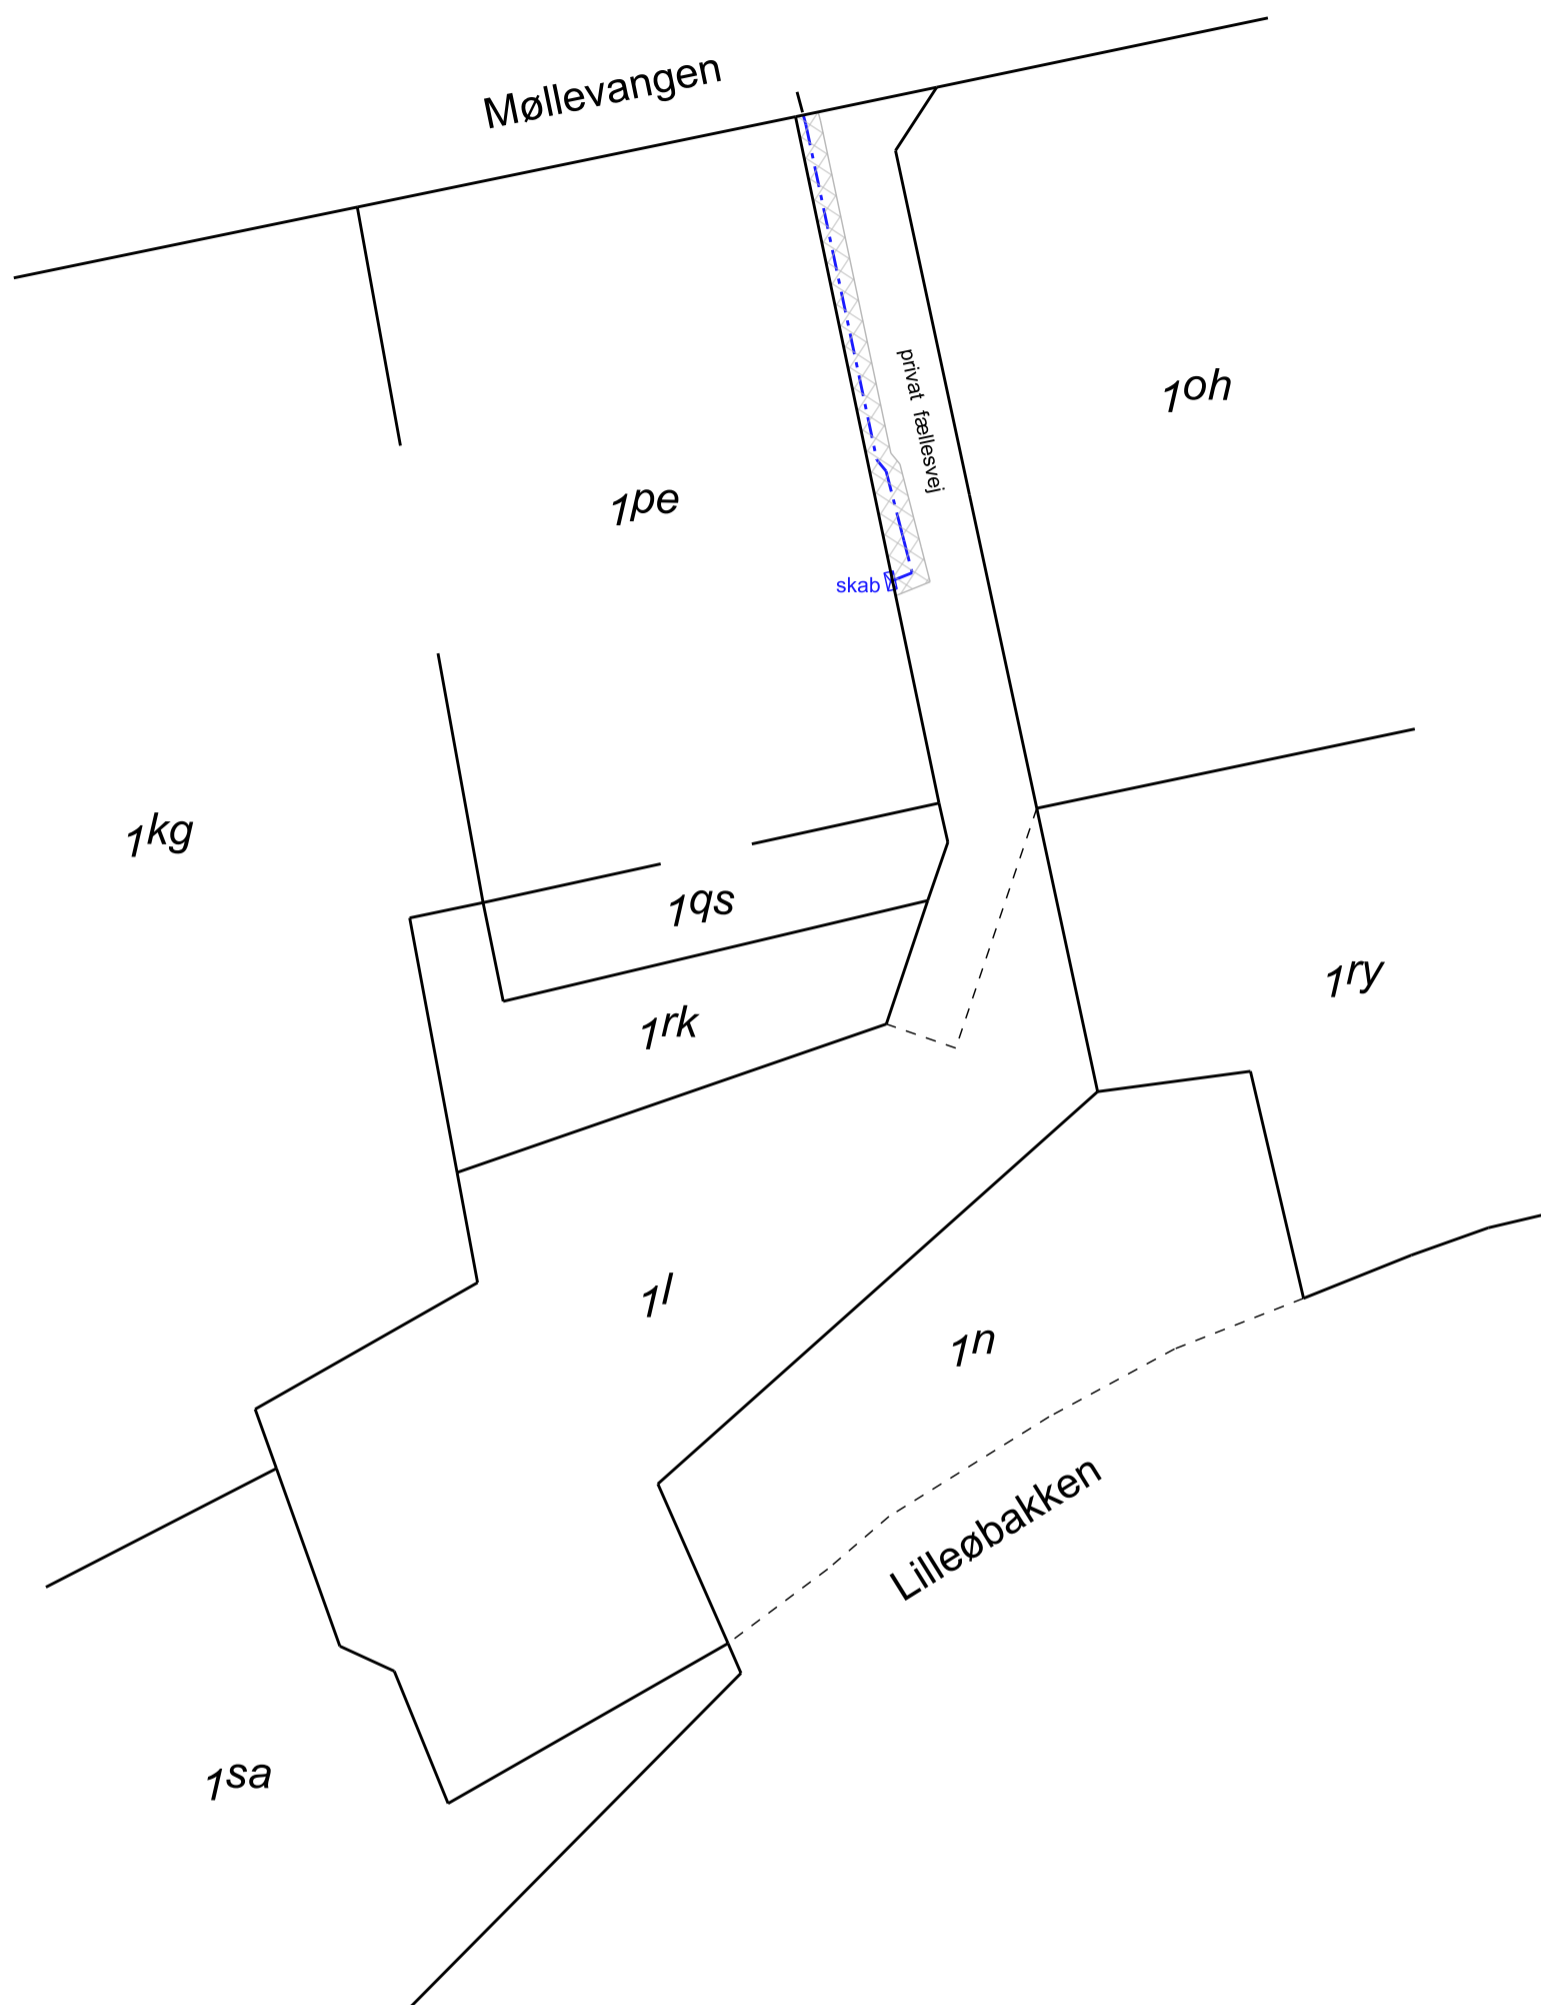 Møllevangen
1oh
privat fællesvej
1pe
skab
1kg
1qs
1ry
1rk
1l
1n
Lilleøbakken
1sa